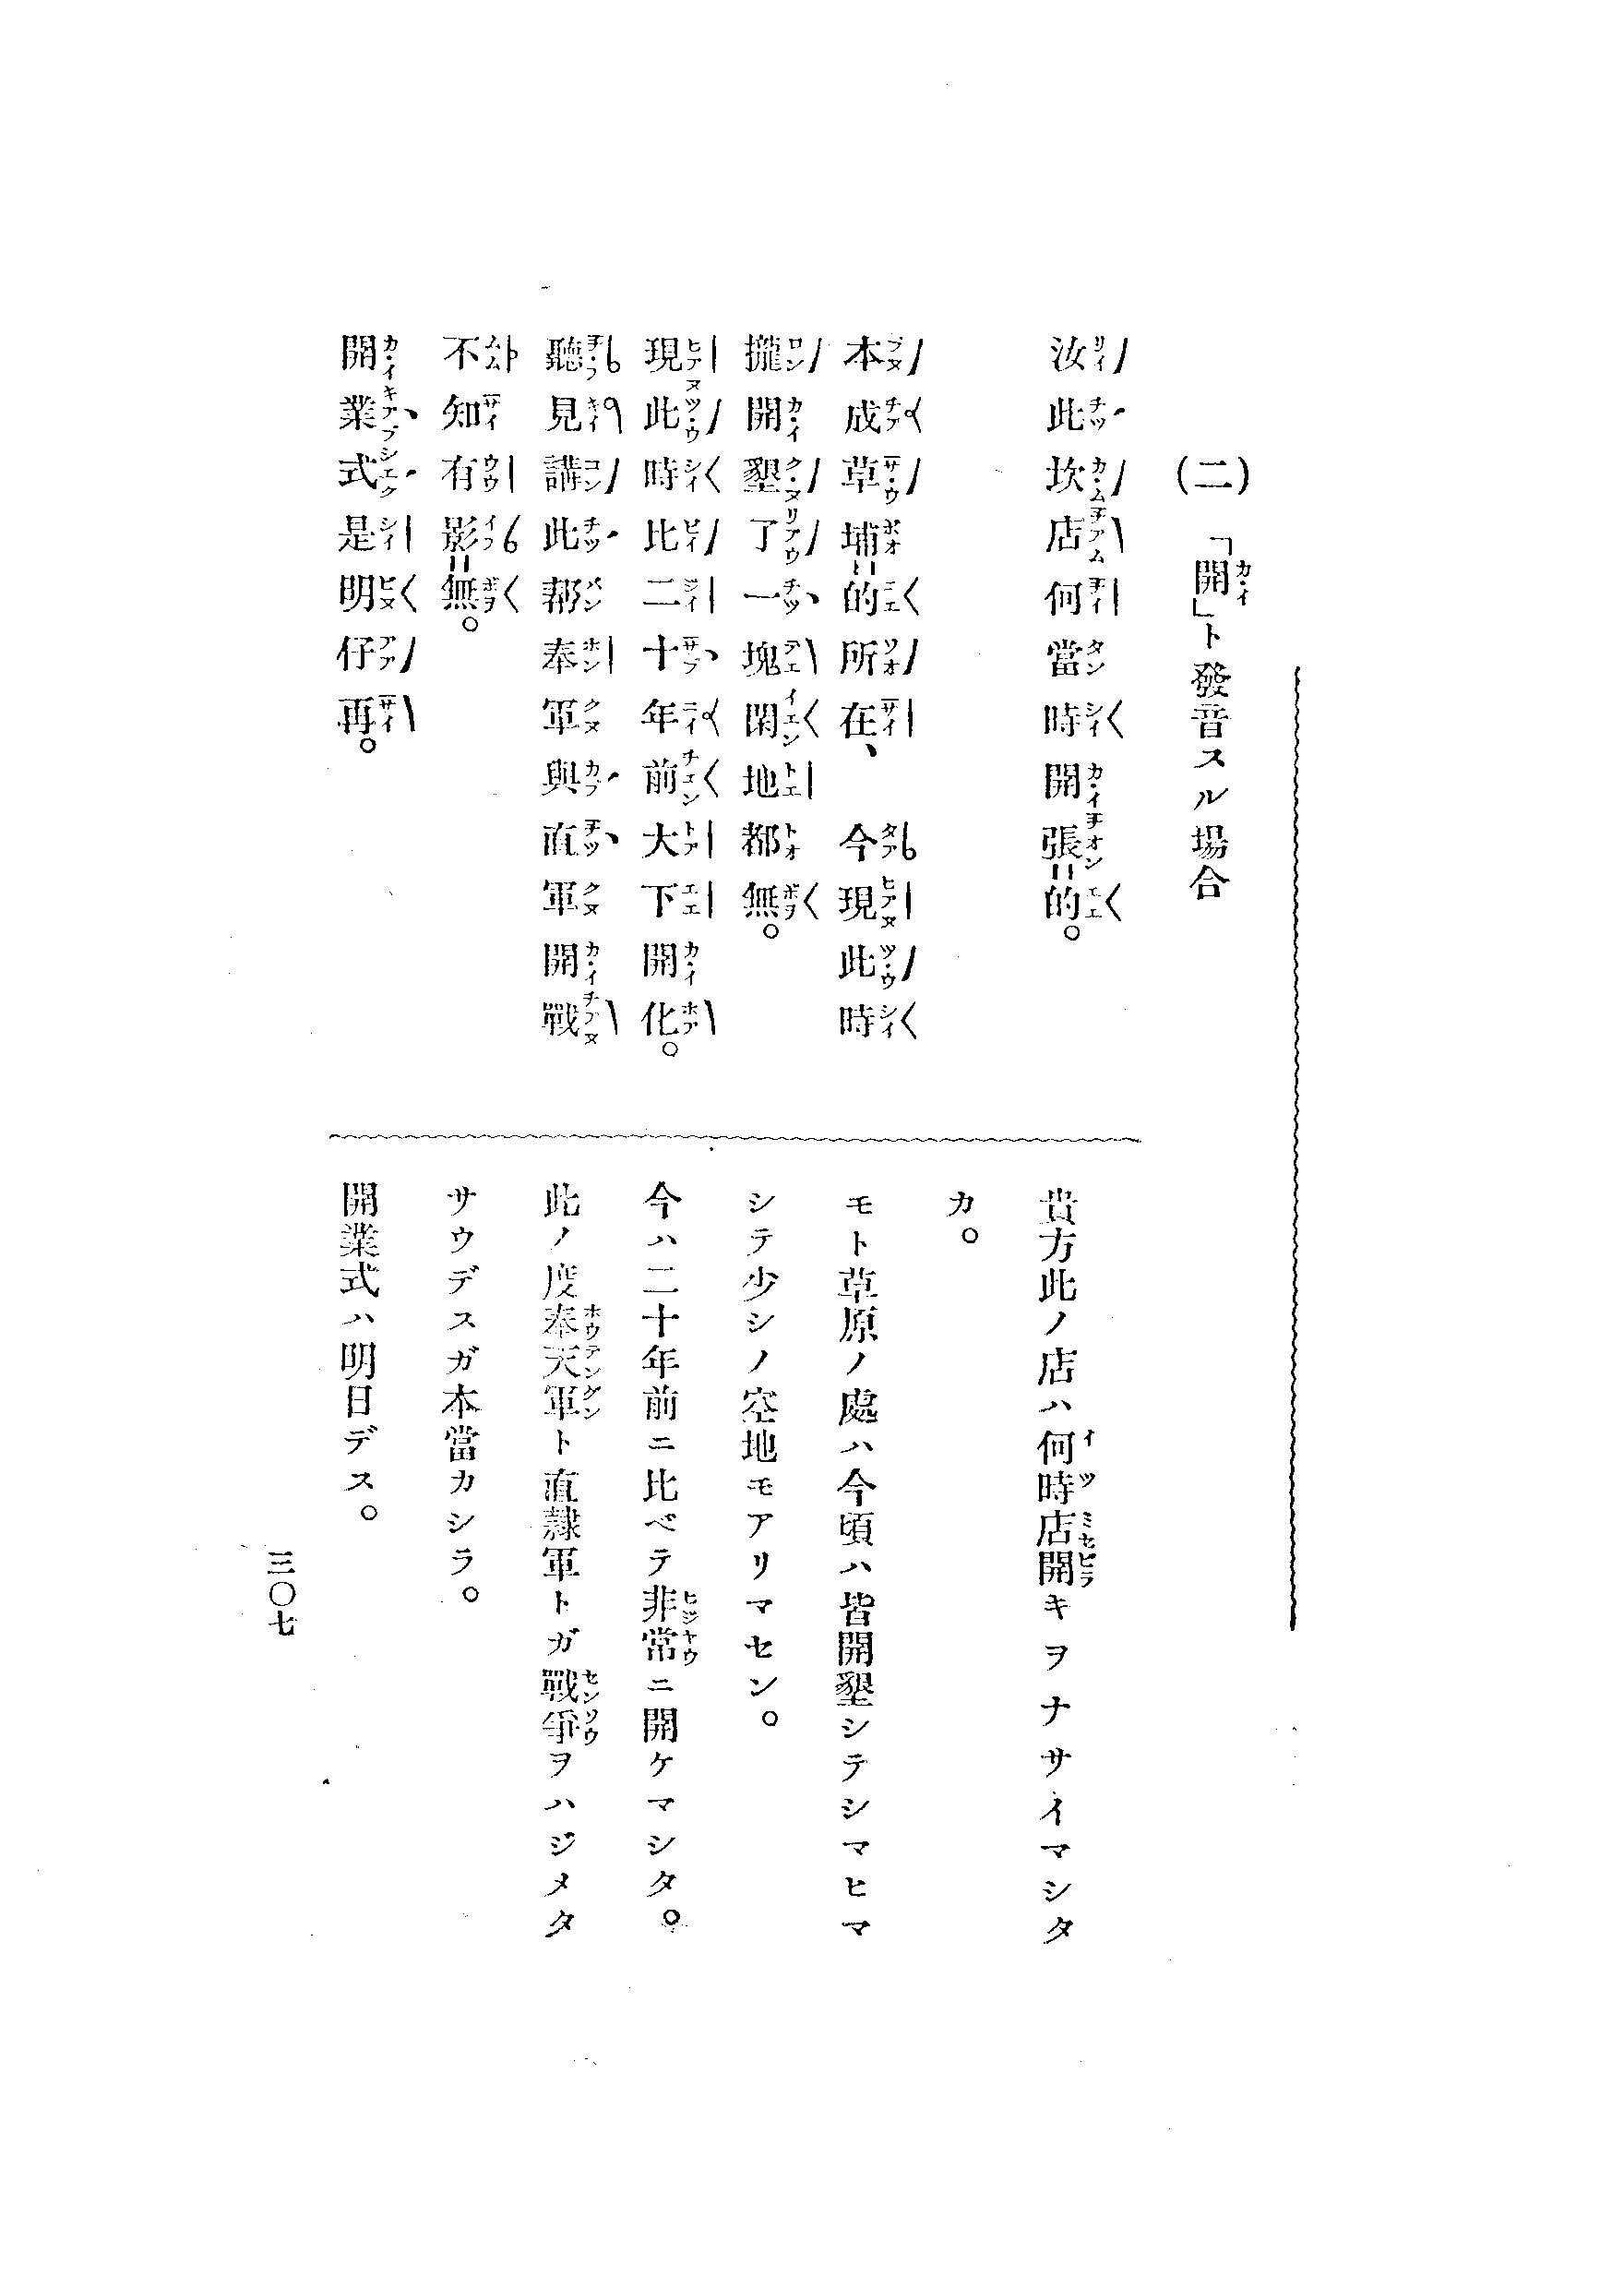 (二) 「開」ト發音スル場合
汝此坎店何當時開張的。
本成草埔的所在、今現此時
攏開墾了一塊閑地都無。
現此時比二十年前大下開化。
聽見講此帮奉軍與直軍開戰
不知有影無。
開業式是明仔再。
貴方此ノ店ハ何時店開キヲナサイマシタ
カ。
モト草原ノ處ハ今頃ハ皆開墾シテシマヒマ
シテ少シノ空地モアリマセン。
今ハ二十年前ニ比ベテ非常ニ開ケマシタ。
此ノ度奉天軍ト直隸軍トガ戰爭ヲハジメタ
サウデスガ本當カシラ。
開業式ハ明日デス。
三〇七